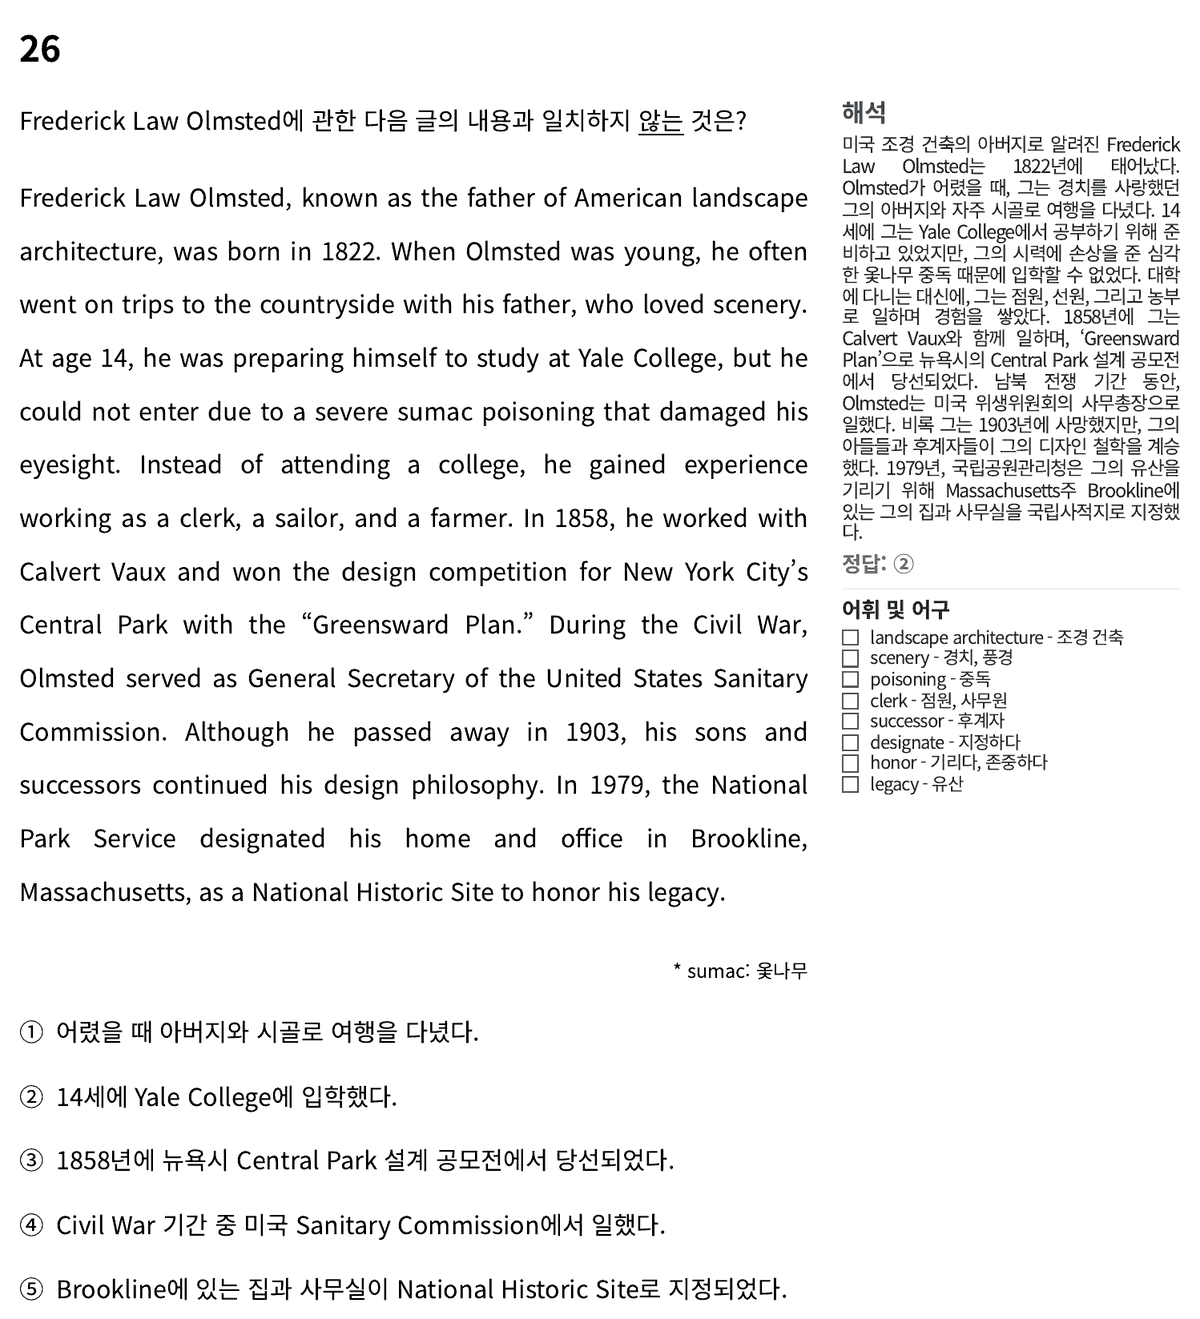 26
Frederick Law Olmsted에 관한 다음 글의 내용과 일치하지 않는 것은?
Frederick Law Olmsted, known as the father of American landscape
architecture, was born in 1822. When Olmsted was young, he often
went on trips to the countryside with his father, who loved scenery.
At age 14, he was preparing himself to study at Yale College, but he
could not enter due to a severe sumac poisoning that damaged his
eyesight. Instead of attending a college, he gained experience
working as a clerk, a sailor, and a farmer. In 1858, he worked with
Calvert Vaux and won the design competition for New York City’s
Central Park with the “Greensward Plan.” During the Civil War,
Olmsted served as General Secretary of the United States Sanitary
Commission. Although he passed away in 1903, his sons and
successors continued his design philosophy. In 1979, the National
Park Service designated his home and office in Brookline,
Massachusetts, as a National Historic Site to honor his legacy.
* sumac: 옻나무
① 어렸을 때 아버지와 시골로 여행을 다녔다.
② 14세에 Yale College에 입학했다.
③ 1858년에 뉴욕시 Central Park 설계 공모전에서 당선되었다.
④ Civil War 기간 중 미국 Sanitary Commission에서 일했다.
⑤ Brookline에 있는 집과 사무실이 National Historic Site로 지정되었다.
해석
미국 조경 건축의 아버지로 알려진 Frederick
Law Olmsted는 1822년에 태어났다.
Olmsted가 어렸을 때, 그는 경치를 사랑했던
그의 아버지와 자주 시골로 여행을 다녔다. 14
세에 그는 Yale College에서 공부하기 위해 준
비하고 있었지만, 그의 시력에 손상을 준 심각
한 옻나무 중독 때문에 입학할 수 없었다. 대학
에 다니는 대신에, 그는 점원, 선원, 그리고 농부
로 일하며 경험을 쌓았다. 1858년에 그는
Calvert Vaux와 함께 일하며, ‘Greensward
Plan’으로 뉴욕시의 Central Park 설계 공모전
에서 당선되었다. 남북 전쟁 기간 동안,
Olmsted는 미국 위생위원회의 사무총장으로
일했다. 비록 그는 1903년에 사망했지만, 그의
아들들과 후계자들이 그의 디자인 철학을 계승
했다. 1979년, 국립공원관리청은 그의 유산을
기리기 위해 Massachusetts주 Brookline에
있는 그의 집과 사무실을 국립사적지로 지정했
다.
정답: ②
어휘 및 어구
□ landscape architecture - 조경 건축
□ scenery - 경치, 풍경
□ poisoning - 중독
□ clerk - 점원, 사무원
□ successor - 후계자
□ designate - 지정하다
□ honor - 기리다, 존중하다
□ legacy - 유산